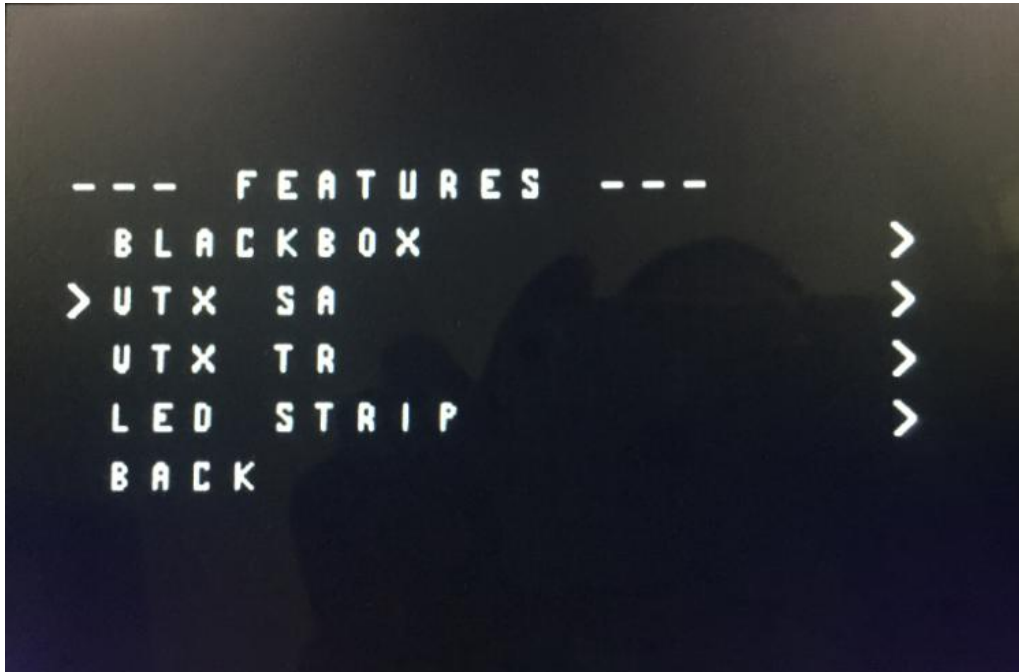 --- FEATURES ---
BLACKBOX >
>VTX SA >
VTX TR >
LED STRIP >
BACK